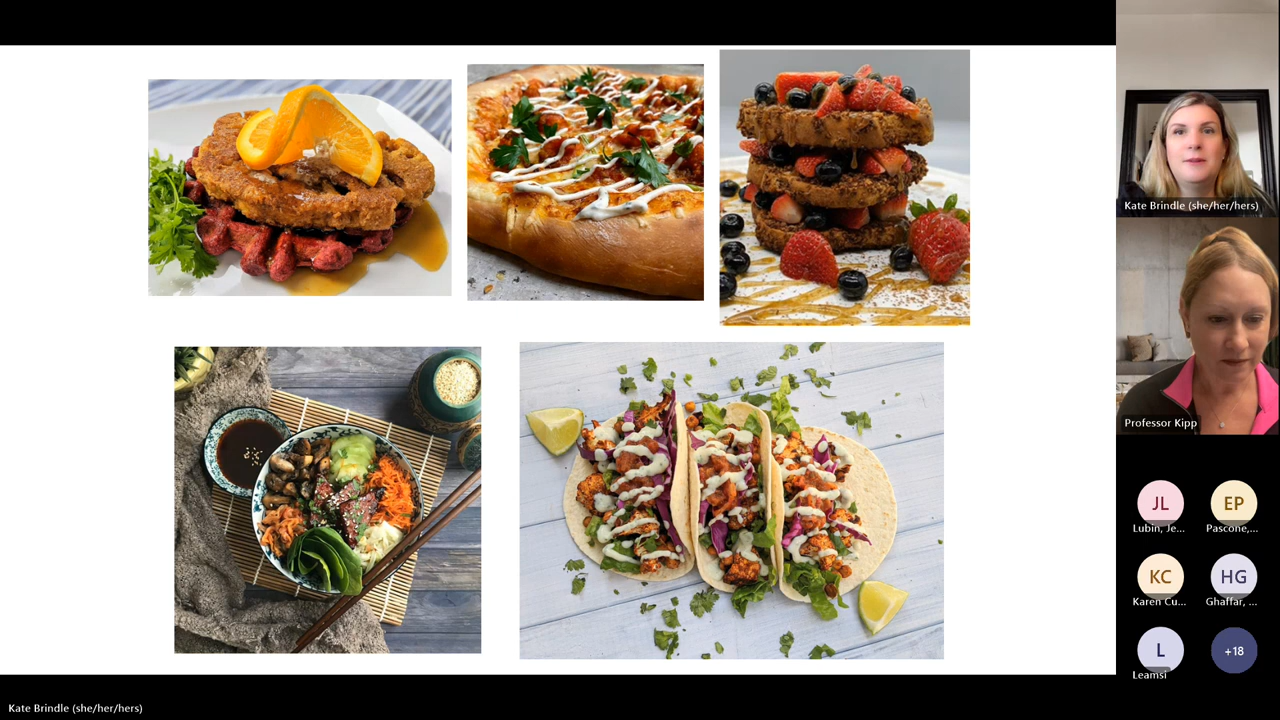 Kate Brindle (she/her/hers)
Professor Kipp
JL
Lubin, Je...
EP
Pascone,...
KC
Karen Cu...
HG
Ghaffar, ...
L
Leamsi
+18
Kate Brindle (she/her/hers)